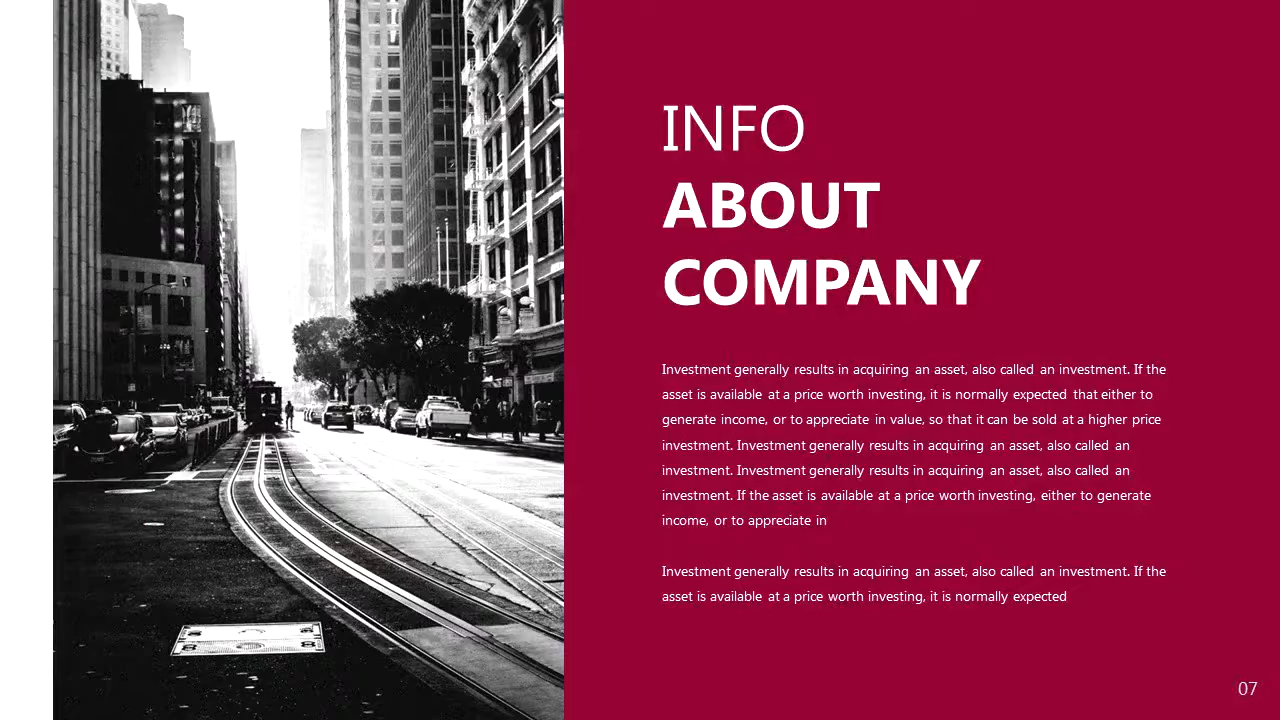 INFO
ABOUT
COMPANY
Investment generally results in acquiring an asset, also called an investment. If the
asset is available at a price worth investing, it is normally expected that either to
generate income, or to appreciate in value, so that it can be sold at a higher price
investment. Investment generally results in acquiring an asset, also called an
investment. Investment generally results in acquiring an asset, also called an
investment. If the asset is available at a price worth investing, either to generate
income, or to appreciate in
Investment generally results in acquiring an asset, also called an investment. If the
asset is available at a price worth investing, it is normally expected
07